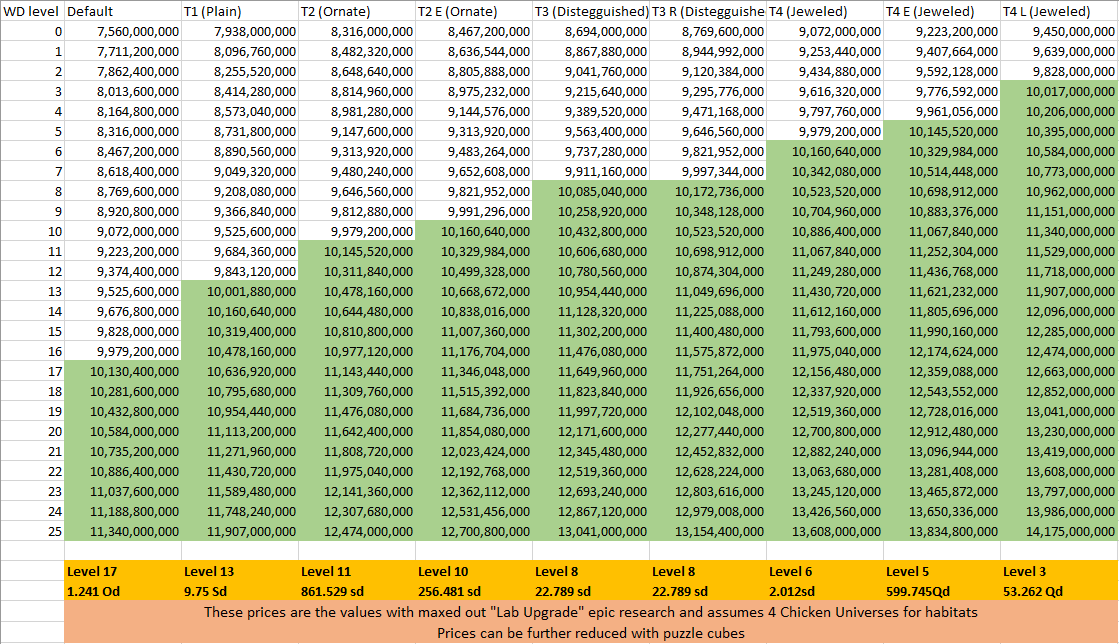 WD level Default T1 (Plain) T2 (Ornate) T2 E (Ornate) T3 (Distegguished) T3 R (Distegguishe T4 (Jeweled) T4 E (Jeweled) T4 L (Jeweled)
0 7,560,000,000 7,938,000,000 8,316,000,000 8,467,200,000 8,694,000,000 8,769,600,000 9,072,000,000 9,223,200,000 9,450,000,000
1 7,711,200,000 8,096,760,000 8,482,320,000 8,636,544,000 8,867,880,000 8,944,992,000 9,253,440,000 9,407,664,000 9,639,000,000
2 7,862,400,000 8,255,520,000 8,648,640,000 8,805,888,000 9,041,760,000 9,120,384,000 9,434,880,000 9,592,128,000 9,828,000,000
3 8,013,600,000 8,414,280,000 8,814,960,000 8,975,232,000 9,215,640,000 9,295,776,000 9,616,320,000 9,776,592,000 10,017,000,000
4 8,164,800,000 8,573,040,000 8,981,280,000 9,144,576,000 9,389,520,000 9,471,168,000 9,797,760,000 9,961,056,000 10,206,000,000
5 8,316,000,000 8,731,800,000 9,147,600,000 9,313,920,000 9,563,400,000 9,646,560,000 9,979,200,000 10,145,520,000 10,395,000,000
6 8,467,200,000 8,890,560,000 9,313,920,000 9,483,264,000 9,737,280,000 9,821,952,000 10,160,640,000 10,329,984,000 10,584,000,000
7 8,618,400,000 9,049,320,000 9,480,240,000 9,652,608,000 9,911,160,000 9,997,344,000 10,342,080,000 10,514,448,000 10,773,000,000
8 8,769,600,000 9,208,080,000 9,646,560,000 9,821,952,000 10,085,040,000 10,172,736,000 10,523,520,000 10,698,912,000 10,962,000,000
9 8,920,800,000 9,366,840,000 9,812,880,000 9,991,296,000 10,258,920,000 10,348,128,000 10,704,960,000 10,883,376,000 11,151,000,000
10 9,072,000,000 9,525,600,000 9,979,200,000 10,160,640,000 10,432,800,000 10,523,520,000 10,886,400,000 11,067,840,000 11,340,000,000
11 9,223,200,000 9,684,360,000 10,145,520,000 10,329,984,000 10,606,680,000 10,698,912,000 11,067,840,000 11,252,304,000 11,529,000,000
12 9,374,400,000 9,843,120,000 10,311,840,000 10,499,328,000 10,780,560,000 10,874,304,000 11,249,280,000 11,436,768,000 11,718,000,000
13 9,525,600,000 10,001,880,000 10,478,160,000 10,668,672,000 10,954,440,000 11,049,696,000 11,430,720,000 11,621,232,000 11,907,000,000
14 9,676,800,000 10,160,640,000 10,644,480,000 10,838,016,000 11,128,320,000 11,225,088,000 11,612,160,000 11,805,696,000 12,096,000,000
15 9,828,000,000 10,319,400,000 10,810,800,000 11,007,360,000 11,302,200,000 11,400,480,000 11,793,600,000 11,990,160,000 12,285,000,000
16 9,979,200,000 10,478,160,000 10,977,120,000 11,176,704,000 11,476,080,000 11,575,872,000 11,975,040,000 12,174,624,000 12,474,000,000
17 10,130,400,000 10,636,920,000 11,143,440,000 11,346,048,000 11,649,960,000 11,751,264,000 12,156,480,000 12,359,088,000 12,663,000,000
18 10,281,600,000 10,795,680,000 11,309,760,000 11,515,392,000 11,823,840,000 11,926,656,000 12,337,920,000 12,543,552,000 12,852,000,000
19 10,432,800,000 10,954,440,000 11,476,080,000 11,684,736,000 11,997,720,000 12,102,048,000 12,519,360,000 12,728,016,000 13,041,000,000
20 10,584,000,000 11,113,200,000 11,642,400,000 11,854,080,000 12,171,600,000 12,277,440,000 12,700,800,000 12,912,480,000 13,230,000,000
21 10,735,200,000 11,271,960,000 11,808,720,000 12,023,424,000 12,345,480,000 12,452,832,000 12,882,240,000 13,096,944,000 13,419,000,000
22 10,886,400,000 11,430,720,000 11,975,040,000 12,192,768,000 12,519,360,000 12,628,224,000 13,063,680,000 13,281,408,000 13,608,000,000
23 11,037,600,000 11,589,480,000 12,141,360,000 12,362,112,000 12,693,240,000 12,803,616,000 13,245,120,000 13,465,872,000 13,797,000,000
24 11,188,800,000 11,748,240,000 12,307,680,000 12,531,456,000 12,867,120,000 12,979,008,000 13,426,560,000 13,650,336,000 13,986,000,000
25 11,340,000,000 11,907,000,000 12,474,000,000 12,700,800,000 13,041,000,000 13,154,400,000 13,608,000,000 13,834,800,000 14,175,000,000
Level 17 Level 13 Level 11 Level 10 Level 8 Level 8 Level 6 Level 5 Level 3
1.241 Od 9.75 Sd 861.529 sd 256.481 sd 22.789 sd 22.789 sd 2.012sd 599.745Qd 53.262 Qd
These prices are the values with maxed out "Lab Upgrade" epic research and assumes 4 Chicken Universes for habitats
Prices can be further reduced with puzzle cubes